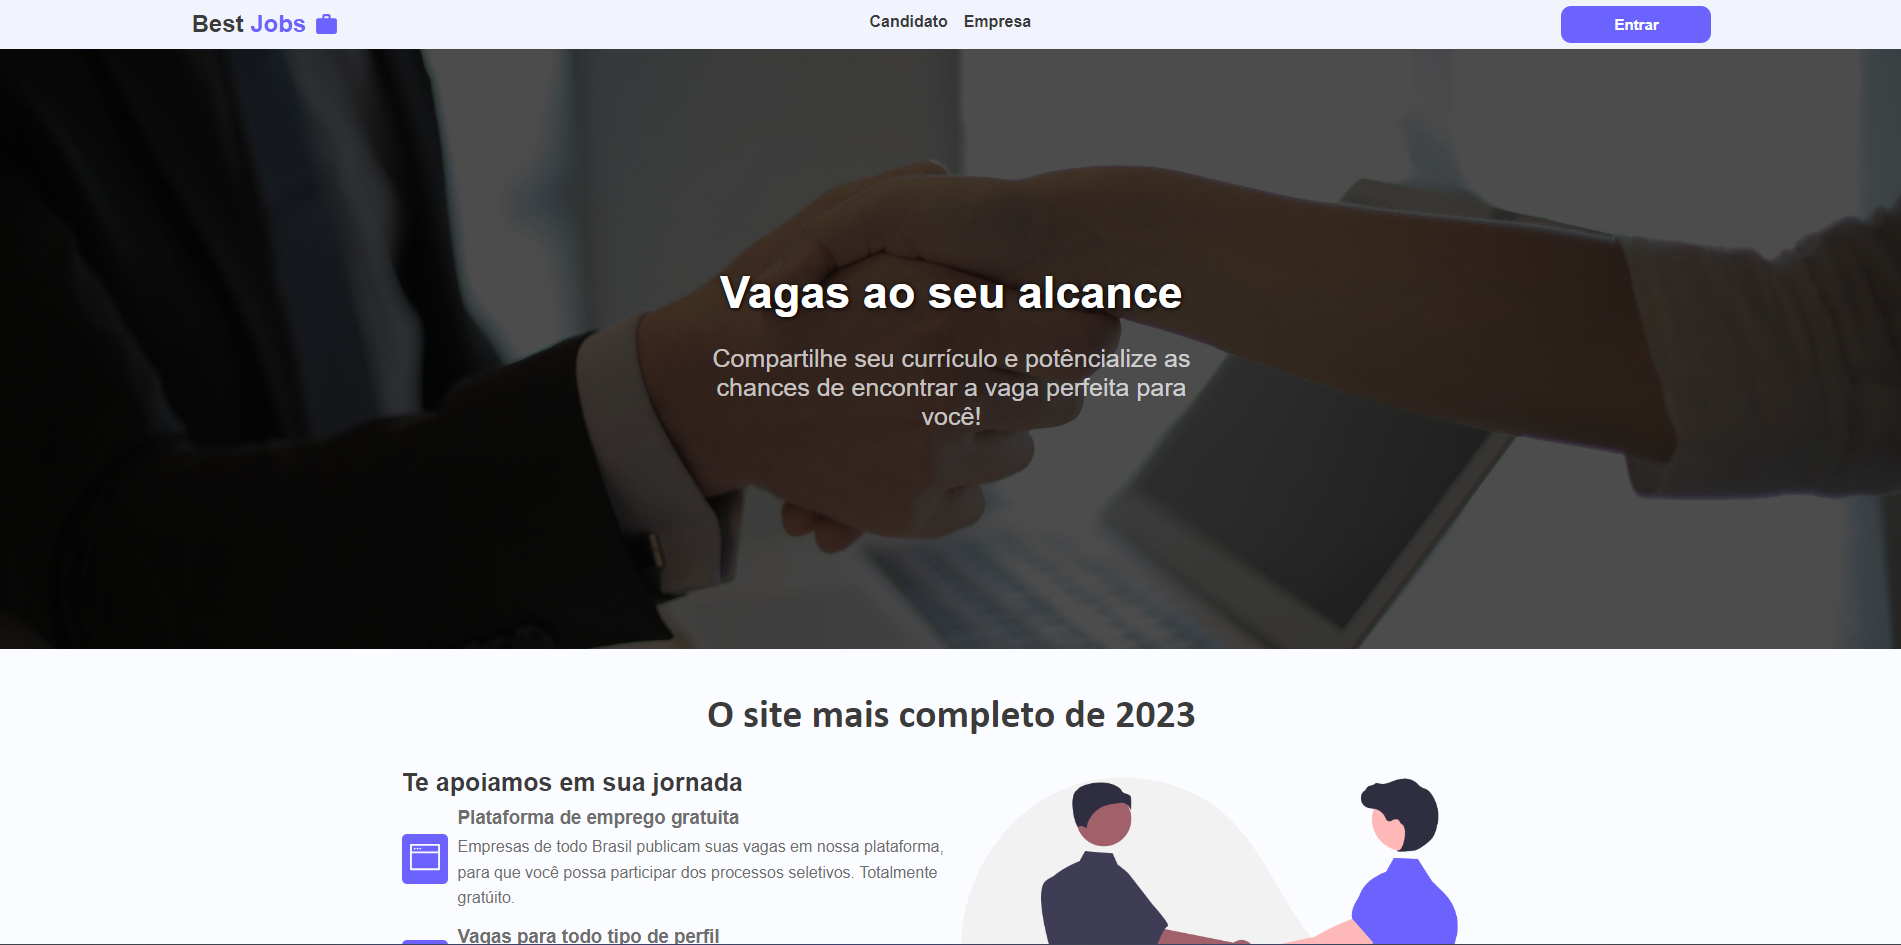 Best Jobs
Candidato Empresa
Entrar
Vagas ao seu alcance
Compartilhe seu currículo e potêncialize as
chances de encontrar a vaga perfeita para
você!
O site mais completo de 2023
Te apoiamos em sua jornada
Plataforma de emprego gratuita
Empresas de todo Brasil publicam suas vagas em nossa plataforma,
para que você possa participar dos processos seletivos. Totalmente
gratúito.
Vagas para todo tipo de perfil